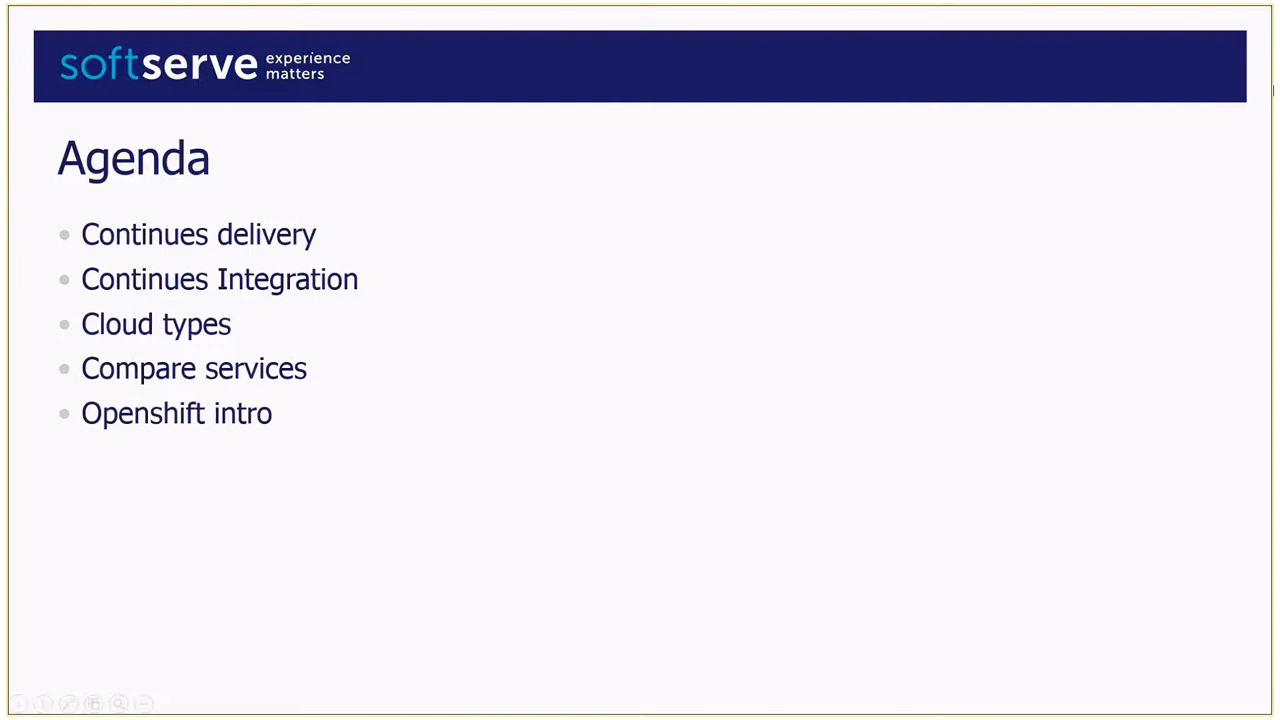 softserve experience
matters
Agenda
Continues delivery
Continues Integration
Cloud types
Compare services
Openshift intro